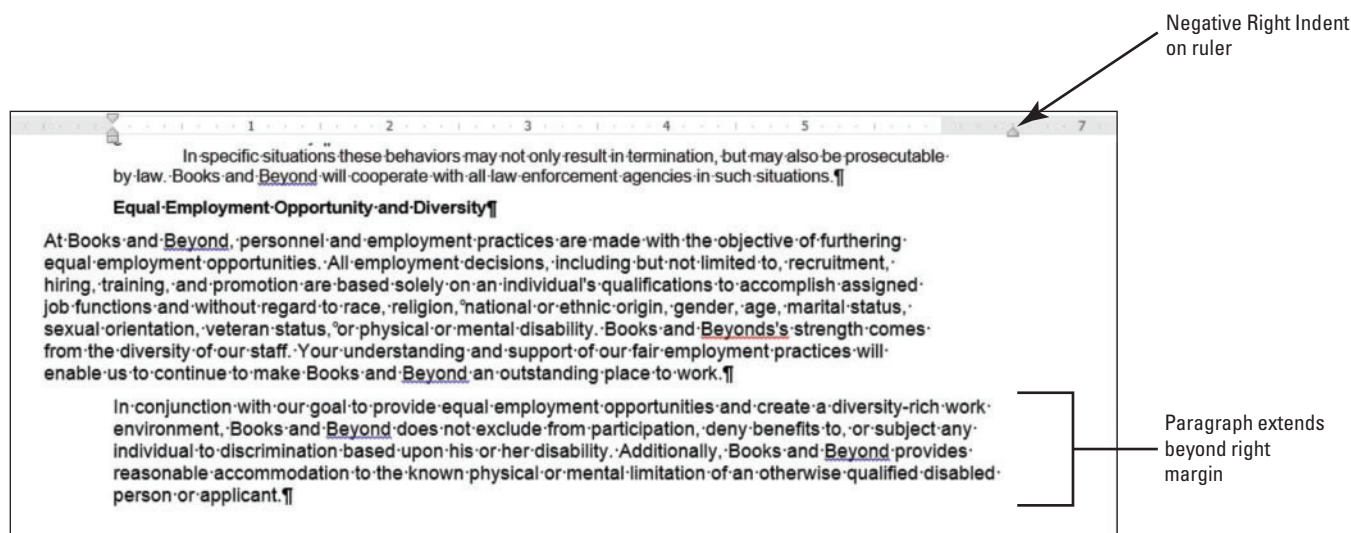 Negative Right Indent
on ruler
1 2 3 4 5 7
In specific situations these behaviors may not only result in termination, but may also be prosecutable
by law. Books and Beyond will cooperate with all law enforcement agencies in such situations.¶
Equal Employment Opportunity and Diversity¶
At Books and Beyond, personnel and employment practices are made with the objective of furthering
equal employment opportunities. All employment decisions, including but not limited to, recruitment,
hiring, training, and promotion are based solely on an individual's qualifications to accomplish assigned
job functions and without regard to race, religion, national or ethnic origin, gender, age, marital status,
sexual orientation, veteran status, or physical or mental disability. Books and Beyonds's strength comes
from the diversity of our staff. Your understanding and support of our fair employment practices will
enable us to continue to make Books and Beyond an outstanding place to work.¶
In conjunction with our goal to provide equal employment opportunities and create a diversity-rich work
environment, Books and Beyond does not exclude from participation, deny benefits to, or subject any
individual to discrimination based upon his or her disability. Additionally, Books and Beyond provides
reasonable accommodation to the known physical or mental limitation of an otherwise qualified disabled
person or applicant.¶
Paragraph extends
beyond right
margin